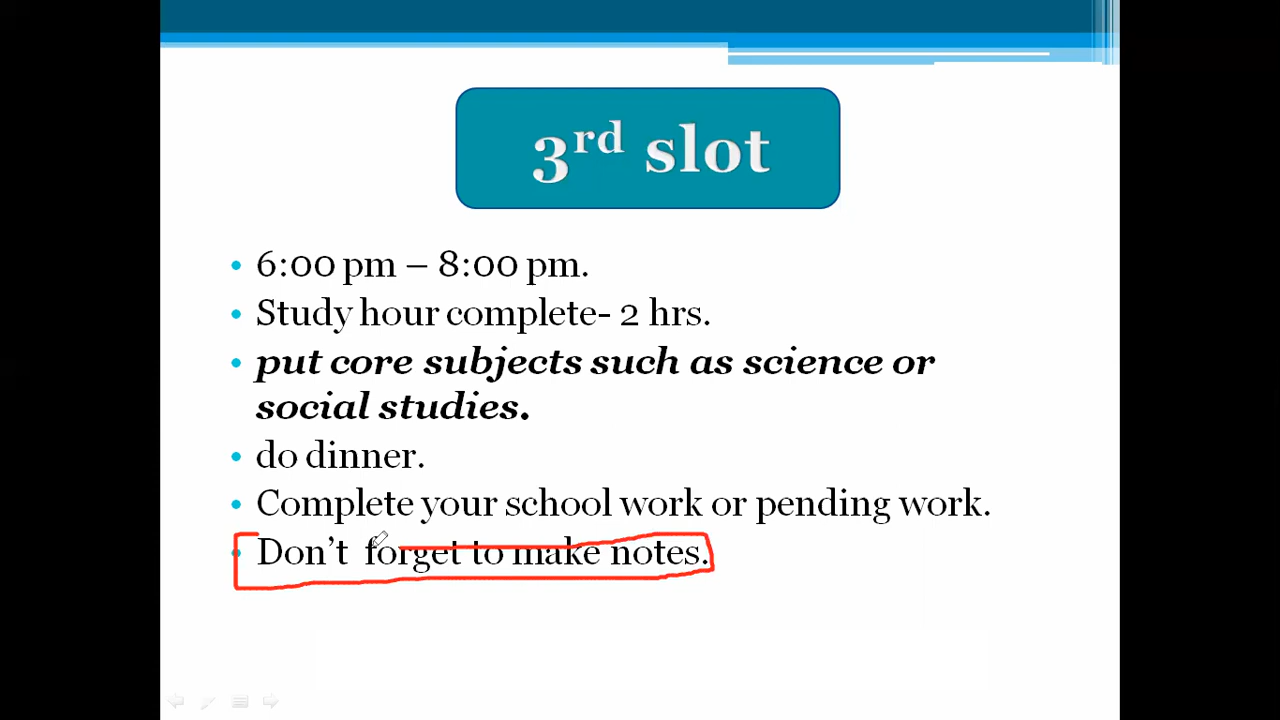 3rd slot
• 6:00 pm – 8:00 pm.
• Study hour complete- 2 hrs.
• put core subjects such as science or
social studies.
• do dinner.
• Complete your school work or pending work.
• Don't forget to make notes.